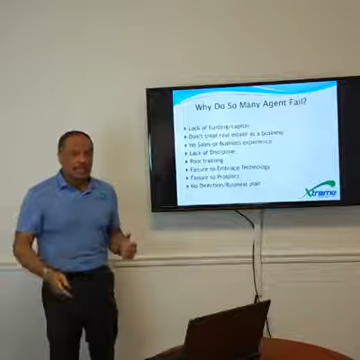 Why Do So Many Agent Fail?
Lack of funding/capital
Don't treat real estate as a business
No Sales or Business experience
Lack of Discipline
Poor training
Failure to Embrace Technology
Failure to Prospect
No Direction/Business plan
Xtreme